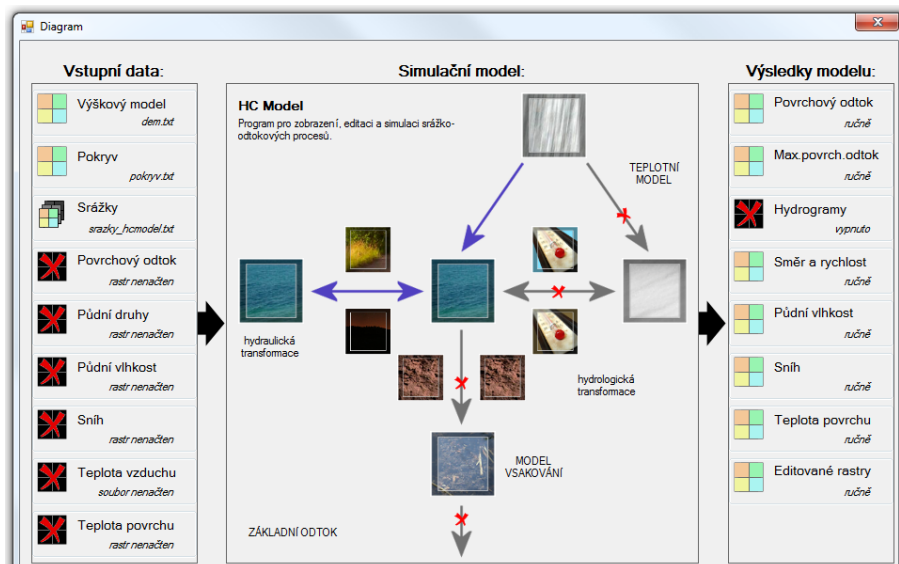 Diagram
Vstupní data:
Výškový model
dem.txt
Pokryv
pokryv.txt
Srážky
srazky_hcmodel.txt
Povrchový odtok
rastr nenačten
Půdní druhy
rastr nenačten
Půdní vlhkost
rastr nenačten
Sníh
rastr nenačten
Teplota vzduchu
soubor nenačten
Teplota povrchu
rastr nenačten
Simulační model:
HC Model
Program pro zobrazení, editaci a simulaci srážko-
odtokových procesů.
TEPLOTNÍ
MODEL
hydraulická
transformace
hydrologická
transformace
MODEL
VSAKOVÁNÍ
ZÁKLADNÍ ODTOK
Výsledky modelu:
Povrchový odtok
ručně
Max.povrch.odtok
ručně
Hydrogramy
vypnuto
Směr a rychlost
ručně
Půdní vlhkost
ručně
Sníh
ručně
Teplota povrchu
ručně
Editované rastry
ručně